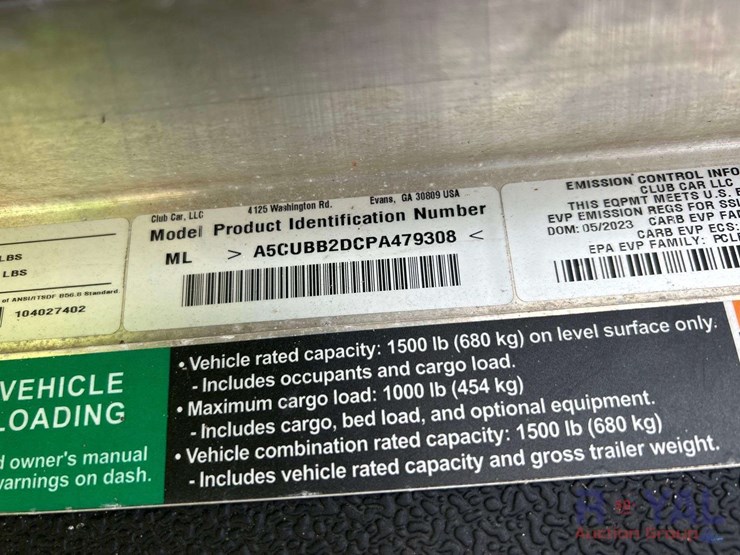 LBS
LBS
of ANSI/ITSDF B56.8 Standard
104027402
Club Car, LLC 4125 Washington Rd. Evans, GA 30809 USA
Model Product Identification Number
ML > A5CUBB2DCPA479308 <
EMISSION CONTROL INFO
CLUB CAR LLC
THIS EQPMT MEETS U.S.
EVP EMISSION REGS FOR SSI
DOM: 05/2023 CARB EVP FA
CARB EVP ECS:
EPA EVP FAMILY:
VEHICLE
LOADING
owner's manual
warnings on dash.
• Vehicle rated capacity: 1500 lb (680 kg) on level surface only.
- Includes occupants and cargo load.
• Maximum cargo load: 1000 lb (454 kg)
- Includes cargo, bed load, and optional equipment.
• Vehicle combination rated capacity: 1500 lb (680 kg)
- Includes vehicle rated capacity and gross trailer weight.
ROYAL
Auction Group